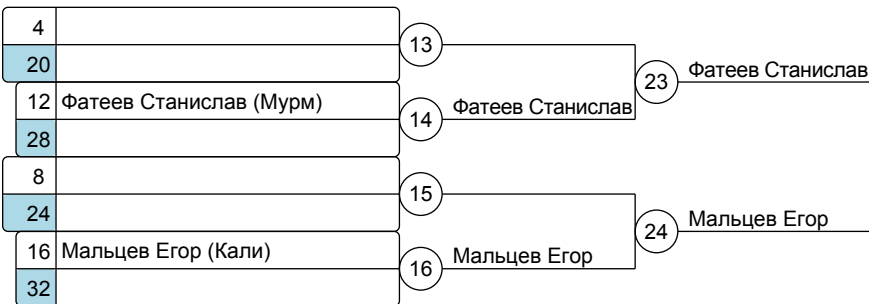 4
13
20
23 Фатеев Станислав
12 Фатеев Станислав (Мурм)
14 Фатеев Станислав
28
8
15
24
24 Мальцев Егор
16 Мальцев Егор (Кали)
16 Мальцев Егор
32